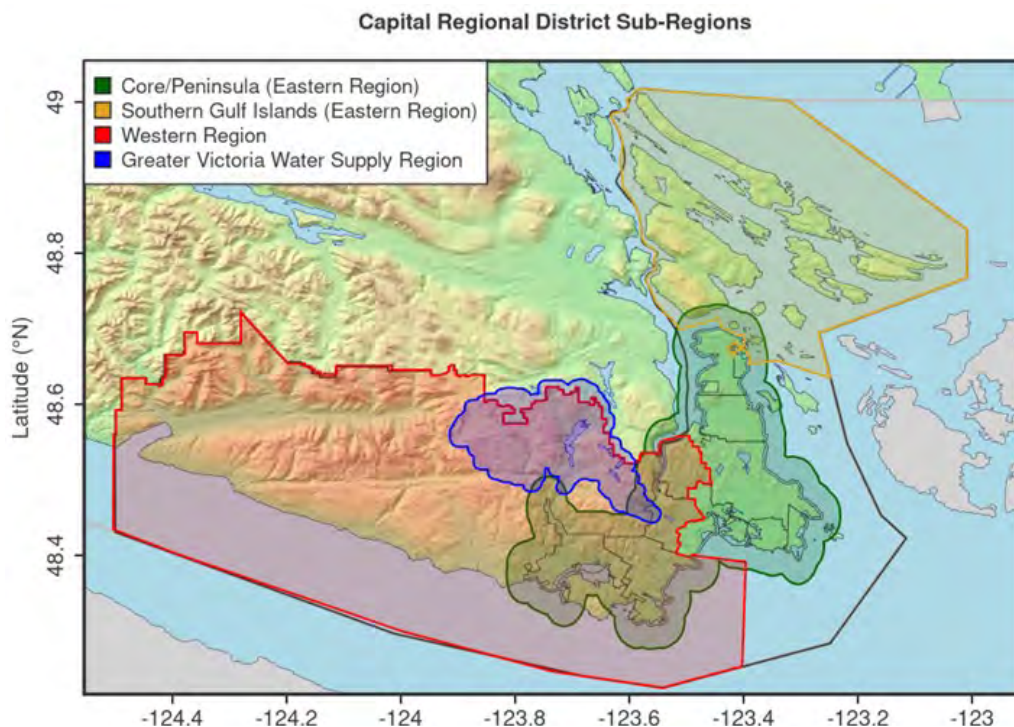 Capital Regional District Sub-Regions
Core/Peninsula (Eastern Region)
Southern Gulf Islands (Eastern Region)
Western Region
Greater Victoria Water Supply Region
Latitude (°N)
49
48.8
48.6
48.4
-124.4 -124.2 -124 -123.8 -123.6 -123.4 -123.2 -123